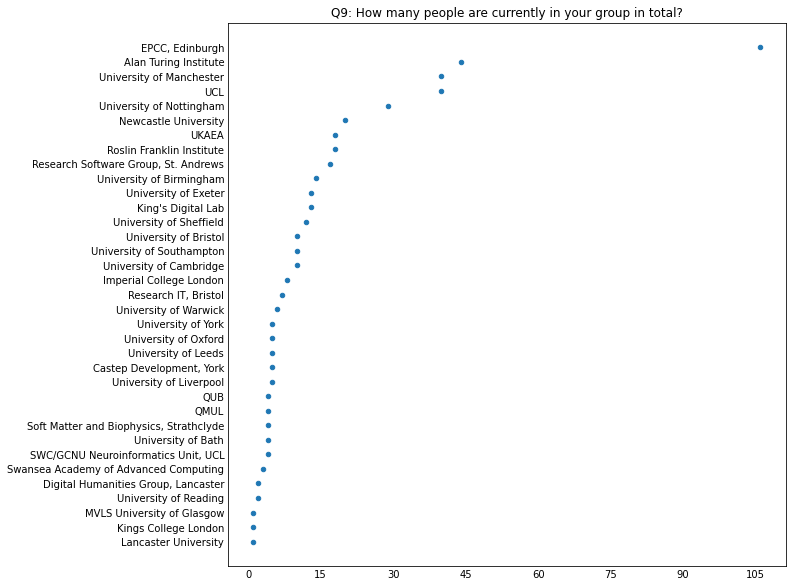 Q9: How many people are currently in your group in total?
EPCC, Edinburgh
Alan Turing Institute
University of Manchester
UCL
University of Nottingham
Newcastle University
UKAEA
Roslin Franklin Institute
Research Software Group, St. Andrews
University of Birmingham
University of Exeter
King's Digital Lab
University of Sheffield
University of Bristol
University of Southampton
University of Cambridge
Imperial College London
Research IT, Bristol
University of Warwick
University of York
University of Oxford
University of Leeds
Castep Development, York
University of Liverpool
QUB
QMUL
Soft Matter and Biophysics, Strathclyde
University of Bath
SWC/GCNU Neuroinformatics Unit, UCL
Swansea Academy of Advanced Computing
Digital Humanities Group, Lancaster
University of Reading
MVLS University of Glasgow
Kings College London
Lancaster University
0 15 30 45 60 75 90 105